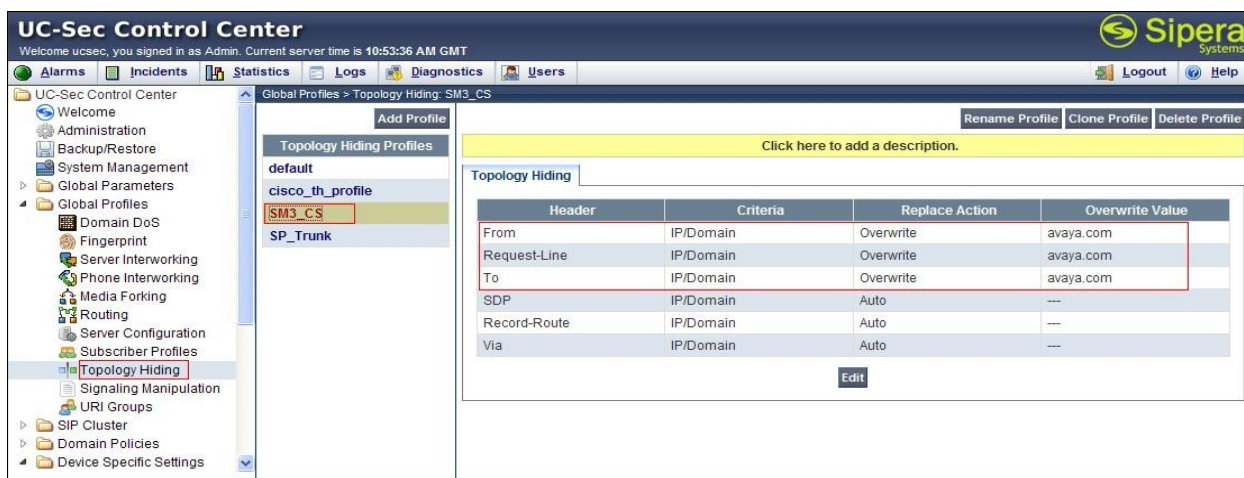 UC-Sec Control Center
Welcome ucsec, you signed in as Admin. Current server time is 10:53:36 AM GMT
Sipera
Systems
Alarms Incidents Statistics Logs Diagnostics Users Logout Help
UC-Sec Control Center
Welcome
Administration
Backup/Restore
System Management
Global Parameters
Global Profiles
Domain DoS
Fingerprint
Server Interworking
Phone Interworking
Media Forking
Routing
Server Configuration
Subscriber Profiles
Topology Hiding
Signaling Manipulation
URI Groups
SIP Cluster
Domain Policies
Device Specific Settings
Global Profiles > Topology Hiding: SM3_CS
Add Profile
Topology Hiding Profiles
default
cisco_th_profile
SM3_CS
SP_Trunk
Rename Profile Clone Profile Delete Profile
Click here to add a description.
Topology Hiding
Header Criteria Replace Action Overwrite Value
From IP/Domain Overwrite avaya.com
Request-Line IP/Domain Overwrite avaya.com
To IP/Domain Overwrite avaya.com
SDP IP/Domain Auto ---
Record-Route IP/Domain Auto ---
Via IP/Domain Auto ---
Edit